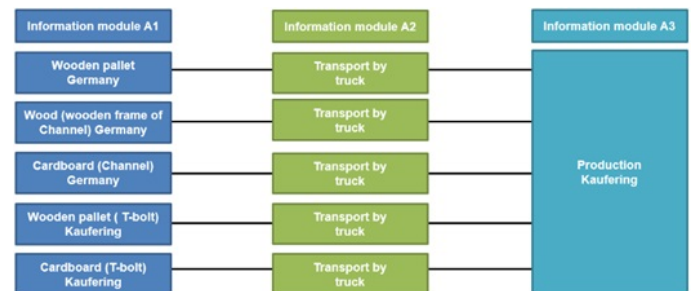 Information module A1
Information module A2
Information module A3
Wooden pallet
Germany
Transport by
truck
Wood (wooden frame of
Channel) Germany
Transport by
truck
Cardboard (Channel)
Germany
Transport by
truck
Production
Kaufering
Wooden pallet ( T-bolt)
Kaufering
Transport by
truck
Cardboard (T-bolt)
Kaufering
Transport by
truck